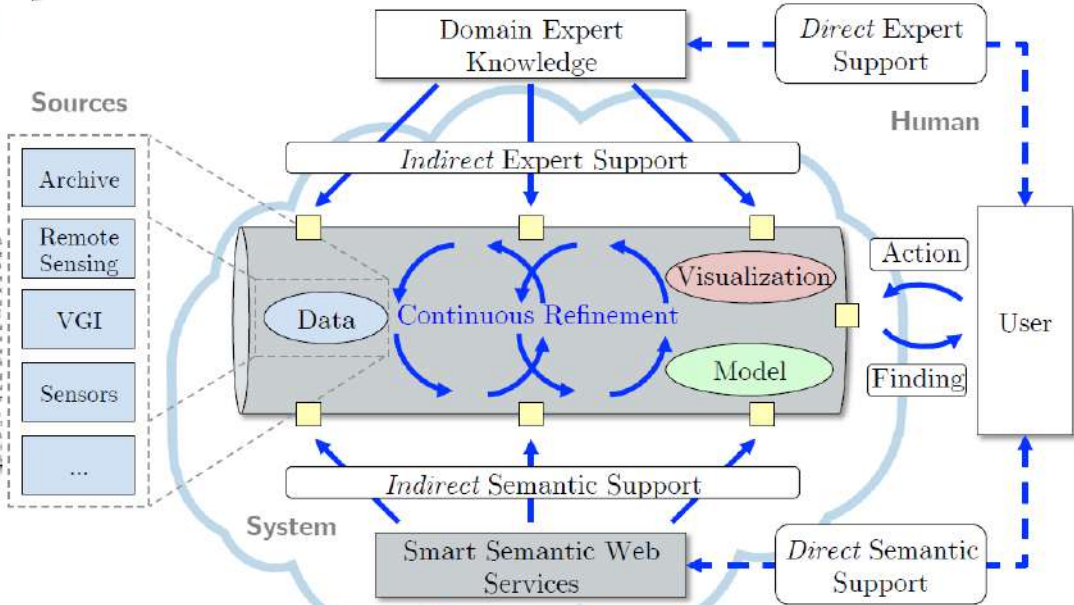 Domain Expert
Knowledge
Direct Expert
Support
Sources
Human
Indirect Expert Support
Archive
Remote
Sensing
VGI
Sensors
...
Data
Continuous Refinement
Visualization
Model
Action
Finding
User
Indirect Semantic Support
System
Smart Semantic Web
Services
Direct Semantic
Support